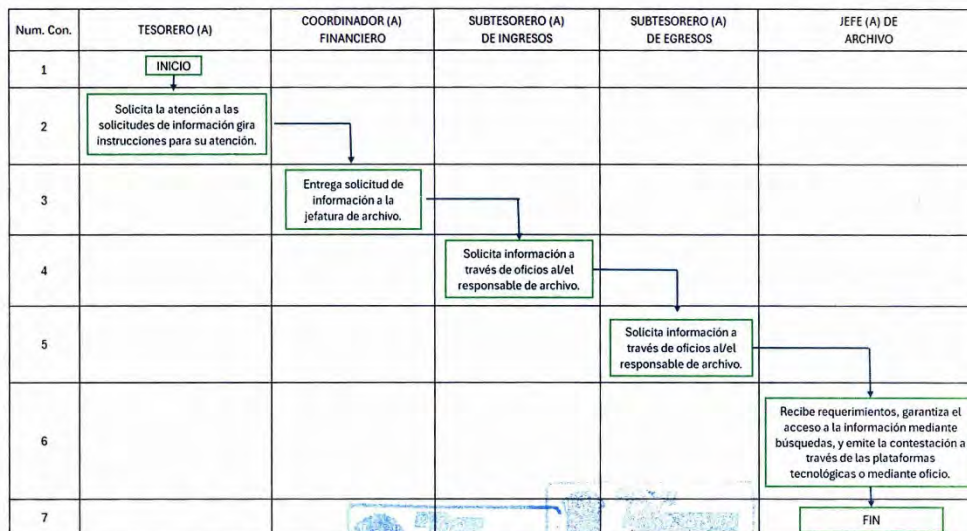 Num. Con.
TESORERO (A)
COORDINADOR (A)
FINANCIERO
SUBTESORERO (A)
DE INGRESOS
SUBTESORERO (A)
DE EGRESOS
JEFE (A) DE
ARCHIVO
1
INICIO
2
Solicita la atención a las
solicitudes de información gira
instrucciones para su atención.
3
Entrega solicitud de
información a la
jefatura de archivo.
4
Solicita información a
través de oficios al/el
responsable de archivo.
5
Solicita información a
través de oficios al/el
responsable de archivo.
6
Recibe requerimientos, garantiza el
acceso a la información mediante
búsquedas, y emite la contestación a
través de las plataformas
tecnológicas o mediante oficio.
7
FIN